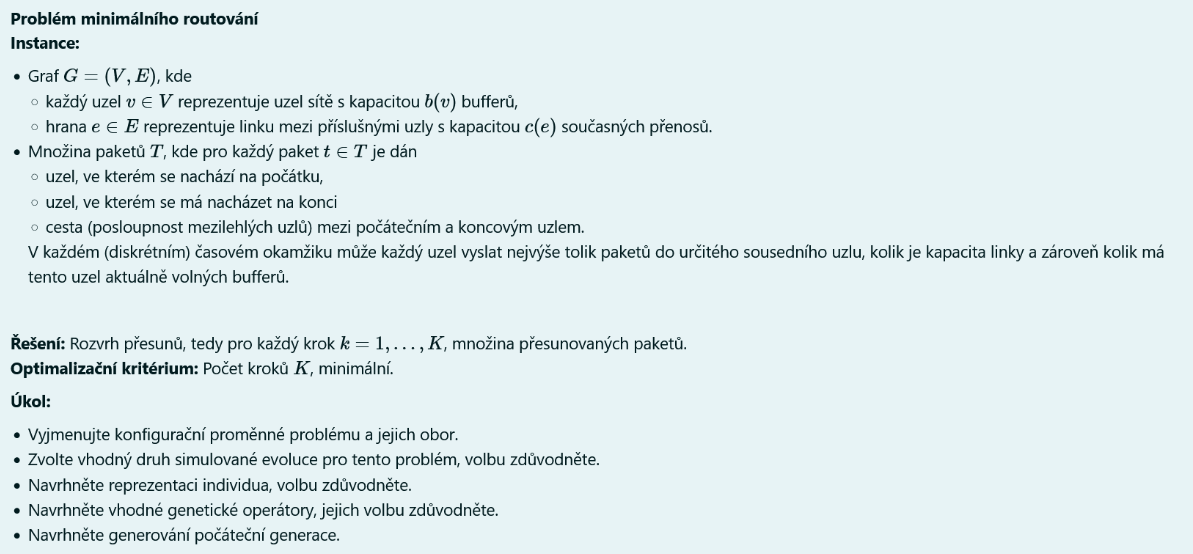 Problém minimálního routování
Instance:
• Graf G = (V, E), kde
◦ každý uzel v ∈ V reprezentuje uzel sítě s kapacitou b(v) bufferů,
◦ hrana e ∈ E reprezentuje linku mezi příslušnými uzly s kapacitou c(e) současných přenosů.
• Množina paketů T, kde pro každý paket t ∈ T je dán
◦ uzel, ve kterém se nachází na počátku,
◦ uzel, ve kterém se má nacházet na konci
◦ cesta (posloupnost mezilehlých uzlů) mezi počátečním a koncovým uzlem.
V každém (diskrétním) časovém okamžiku může každý uzel vyslat nejvýše tolik paketů do určitého sousedního uzlu, kolik je kapacita linky a zároveň kolik má
tento uzel aktuálně volných bufferů.
Řešení: Rozvrh přesunů, tedy pro každý krok k = 1, . . . , K, množina přesunovaných paketů.
Optimalizační kritérium: Počet kroků K, minimální.
Úkol:
• Vyjmenujte konfigurační proměnné problému a jejich obor.
• Zvolte vhodný druh simulované evoluce pro tento problém, volbu zdůvodněte.
• Navrhněte reprezentaci individua, volbu zdůvodněte.
• Navrhněte vhodné genetické operátory, jejich volbu zdůvodněte.
• Navrhněte generování počáteční generace.